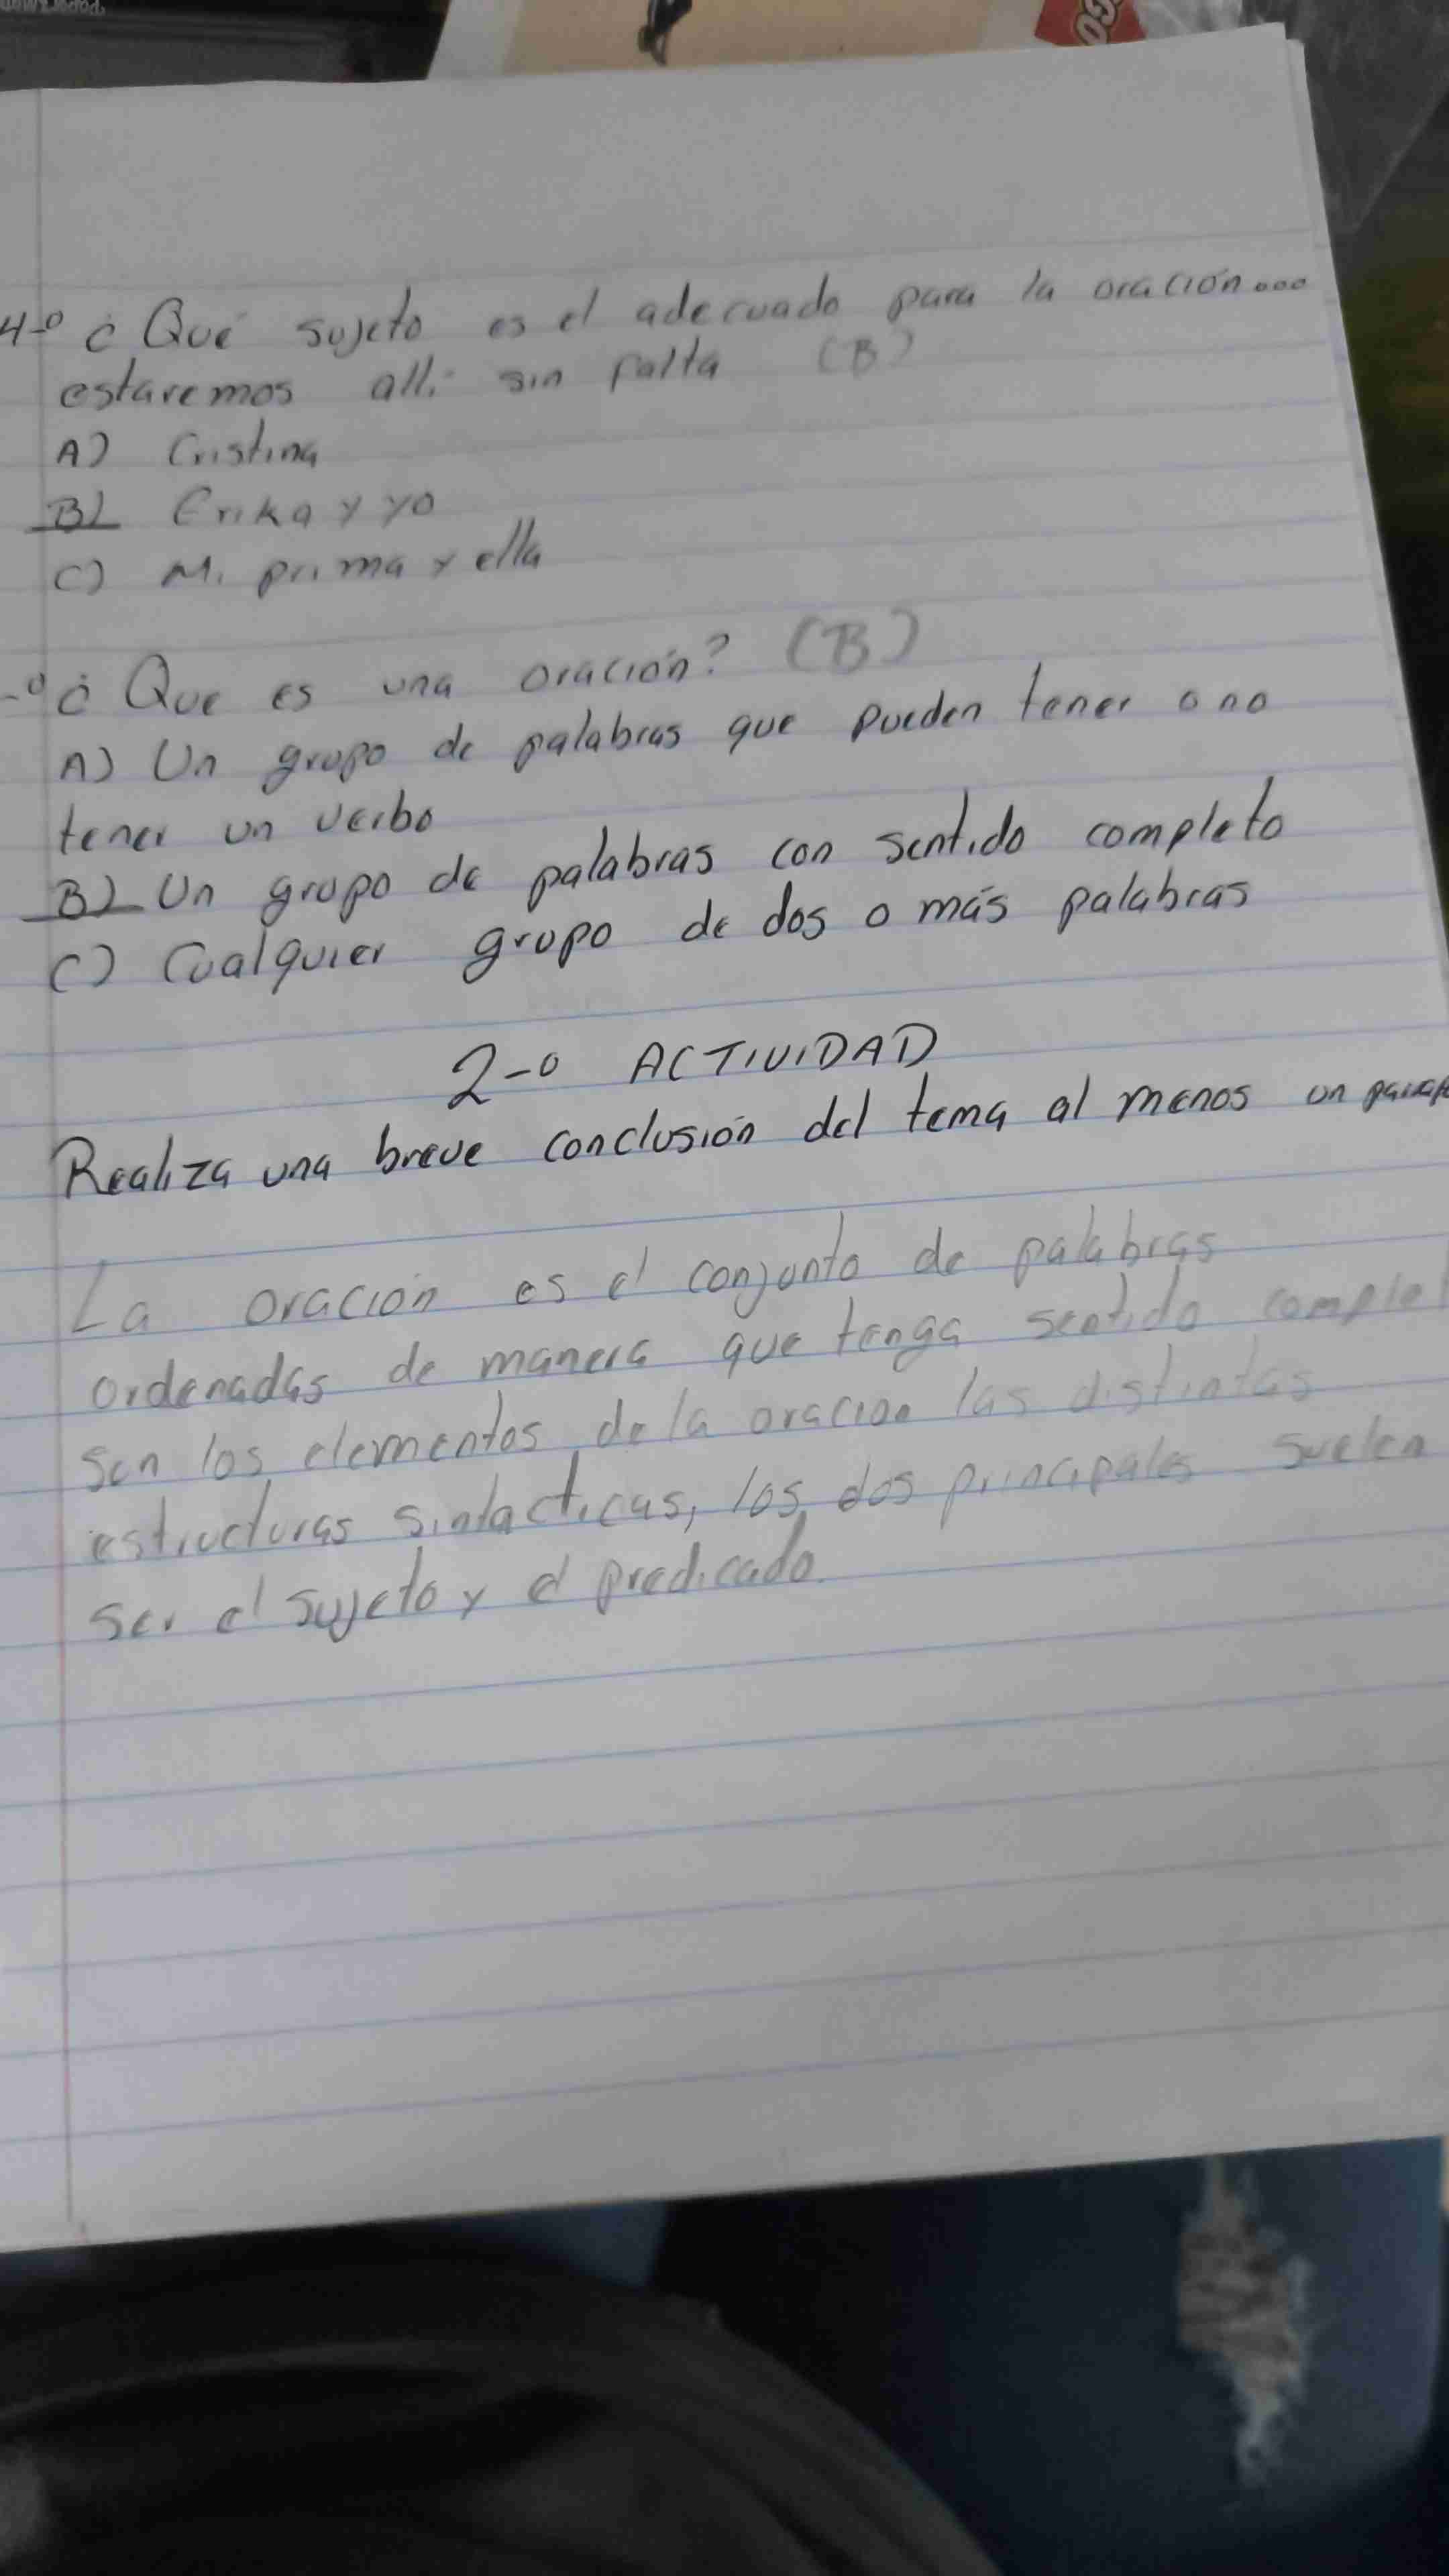 4-º ¿Qué sujeto es el adecuado para la oración...
estaremos allí sin falta (B)
A) Cristina
B) Erika y yo
C) Mi prima y ella
-º ¿Que es una oración? (B)
A) Un grupo de palabras que pueden tener o no
tener un verbo
B) Un grupo de palabras con sentido completo
C) Cualquier grupo de dos o más palabras
2-º ACTIVIDAD
Realiza una breve conclusión del tema al menos un
La oración es el conjunto de palabras
ordenadas de manera que tenga sentido comple
son los elementos de la oracion las distintas
estructuras sintacticas, los dos principales suelen
ser el sujeto y el predicado.